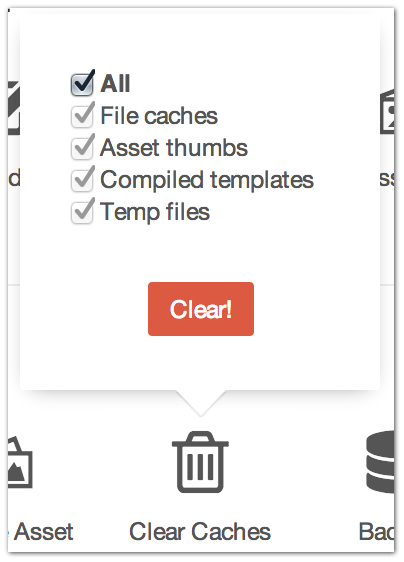 All
File caches
Asset thumbs
Compiled templates
Temp files
Clear!
Asset
Clear Caches